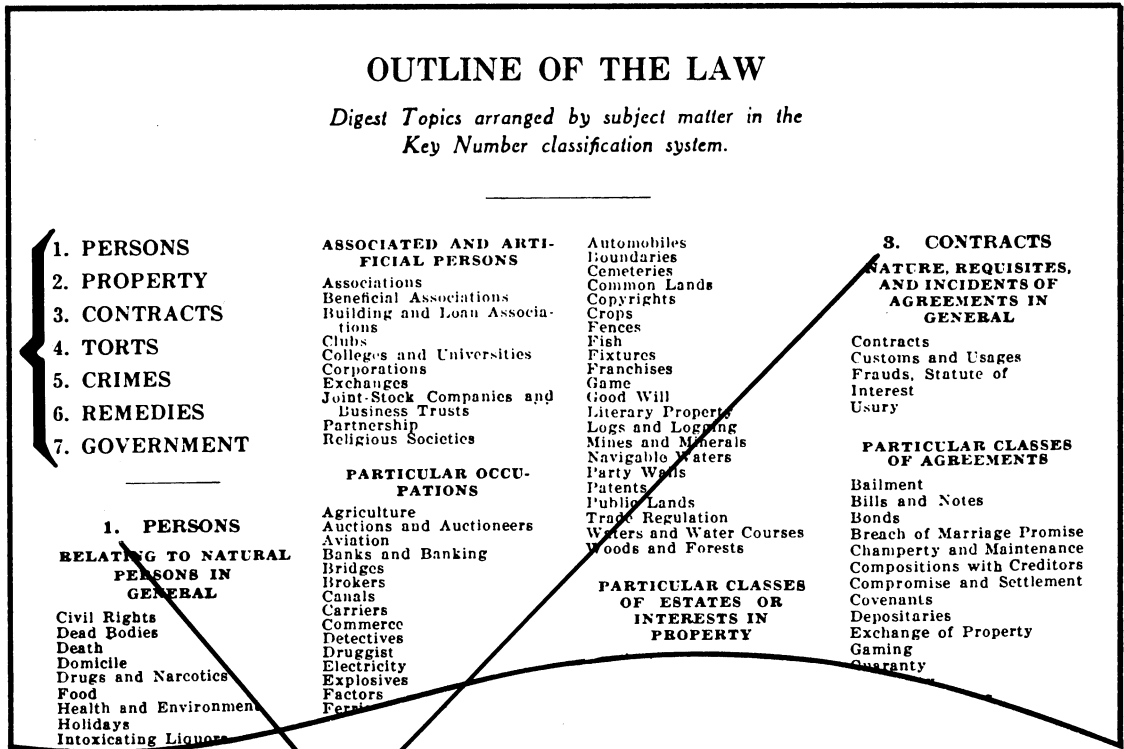 OUTLINE OF THE LAW
Digest Topics arranged by subject matter in the
Key Number classification system.
1. PERSONS
2. PROPERTY
3. CONTRACTS
4. TORTS
5. CRIMES
6. REMEDIES
7. GOVERNMENT
1. PERSONS
RELATING TO NATURAL
PERSONS IN
GENERAL
Civil Rights
Dead Bodies
Death
Domicile
Drugs and Narcotics
Food
Health and Environment
Holidays
Intoxicating Liquors
ASSOCIATED AND ARTI-
FICIAL PERSONS
Associations
Beneficial Associations
Building and Loan Associa-
tions
Clubs
Colleges and Universities
Corporations
Exchanges
Joint-Stock Companies and
Business Trusts
Partnership
Religious Societies
PARTICULAR OCCU-
PATIONS
Agriculture
Auctions and Auctioneers
Aviation
Banks and Banking
Bridges
Brokers
Canals
Carriers
Commerce
Detectives
Druggist
Electricity
Explosives
Factors
Automobiles
Boundaries
Cemeteries
Common Lands
Copyrights
Crops
Fences
Fish
Fixtures
Franchises
Game
Good Will
Literary Property
Logs and Logging
Mines and Minerals
Navigable Waters
Party Walls
Patents
Public Lands
Trade Regulation
Waters and Water Courses
Woods and Forests
PARTICULAR CLASSES
OF ESTATES OR
INTERESTS IN
PROPERTY
3. CONTRACTS
NATURE, REQUISITES,
AND INCIDENTS OF
AGREEMENTS IN
GENERAL
Contracts
Customs and Usages
Frauds, Statute of
Interest
Usury
PARTICULAR CLASSES
OF AGREEMENTS
Bailment
Bills and Notes
Bonds
Breach of Marriage Promise
Champerty and Maintenance
Compositions with Creditors
Compromise and Settlement
Covenants
Depositaries
Exchange of Property
Gaming
Guaranty